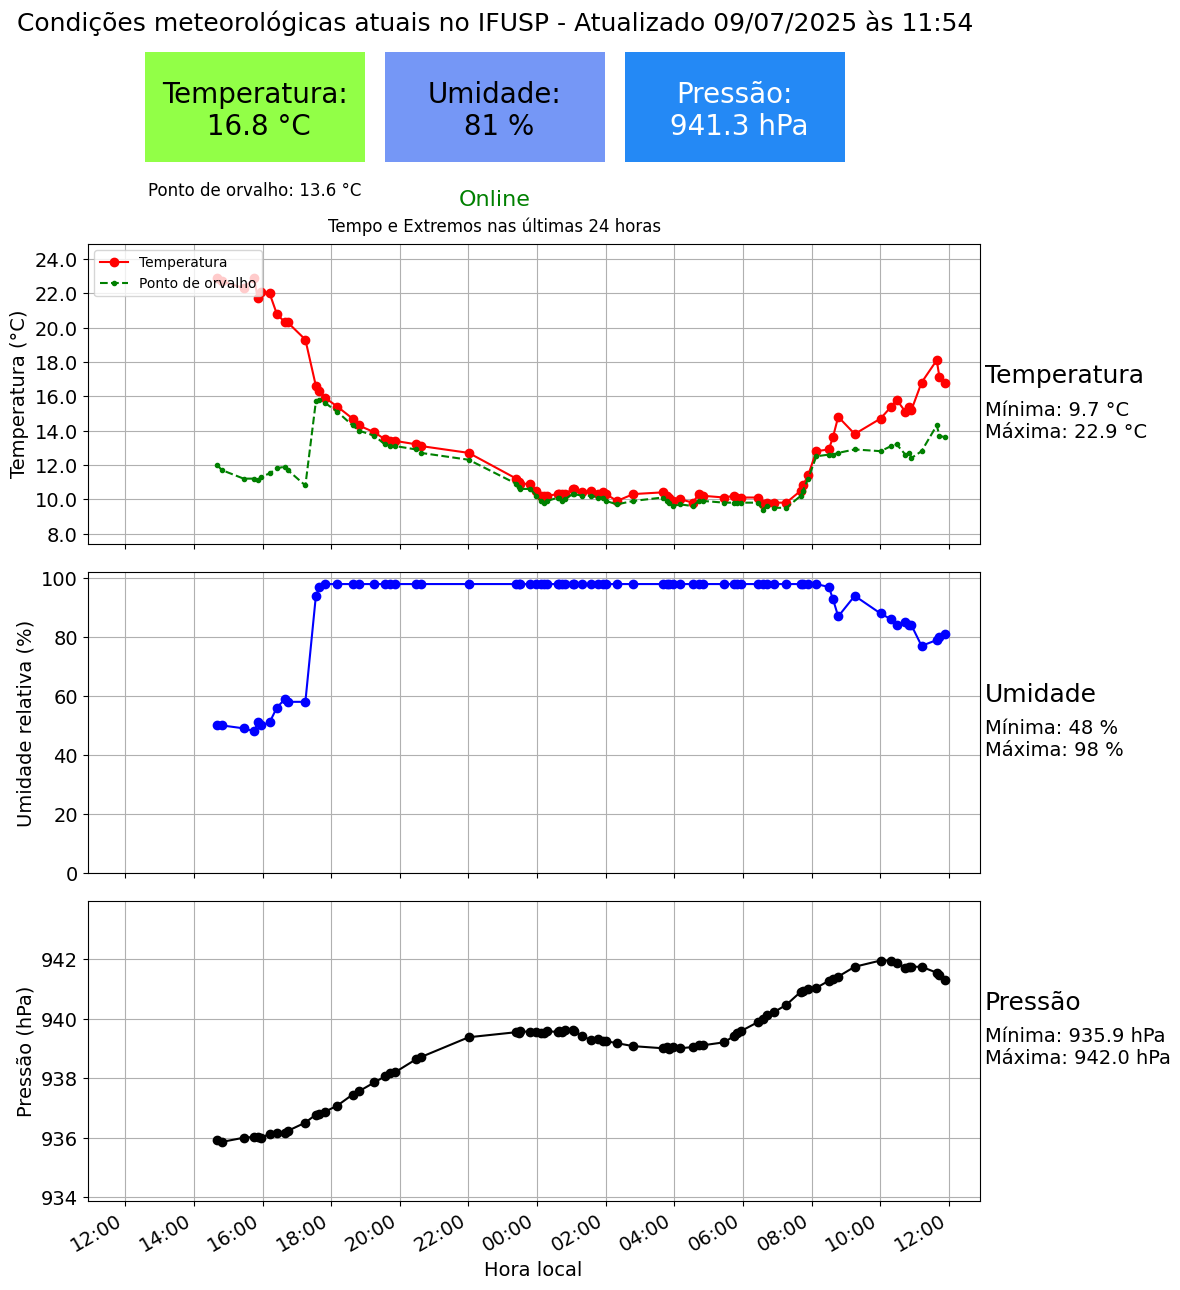 Condições meteorológicas atuais no IFUSP - Atualizado 09/07/2025 às 11:54
Temperatura:
16.8 °C
Umidade:
81 %
Pressão:
941.3 hPa
Ponto de orvalho: 13.6 °C
Online
Tempo e Extremos nas últimas 24 horas
Temperatura
Ponto de orvalho
Temperatura (°C)
24.0
22.0
20.0
18.0
16.0
14.0
12.0
10.0
8.0
Temperatura
Mínima: 9.7 °C
Máxima: 22.9 °C
Umidade relativa (%)
100
80
60
40
20
0
Umidade
Mínima: 48 %
Máxima: 98 %
Pressão (hPa)
942
940
938
936
934
Pressão
Mínima: 935.9 hPa
Máxima: 942.0 hPa
12:00
14:00
16:00
18:00
20:00
22:00
00:00
02:00
04:00
06:00
08:00
10:00
12:00
Hora local